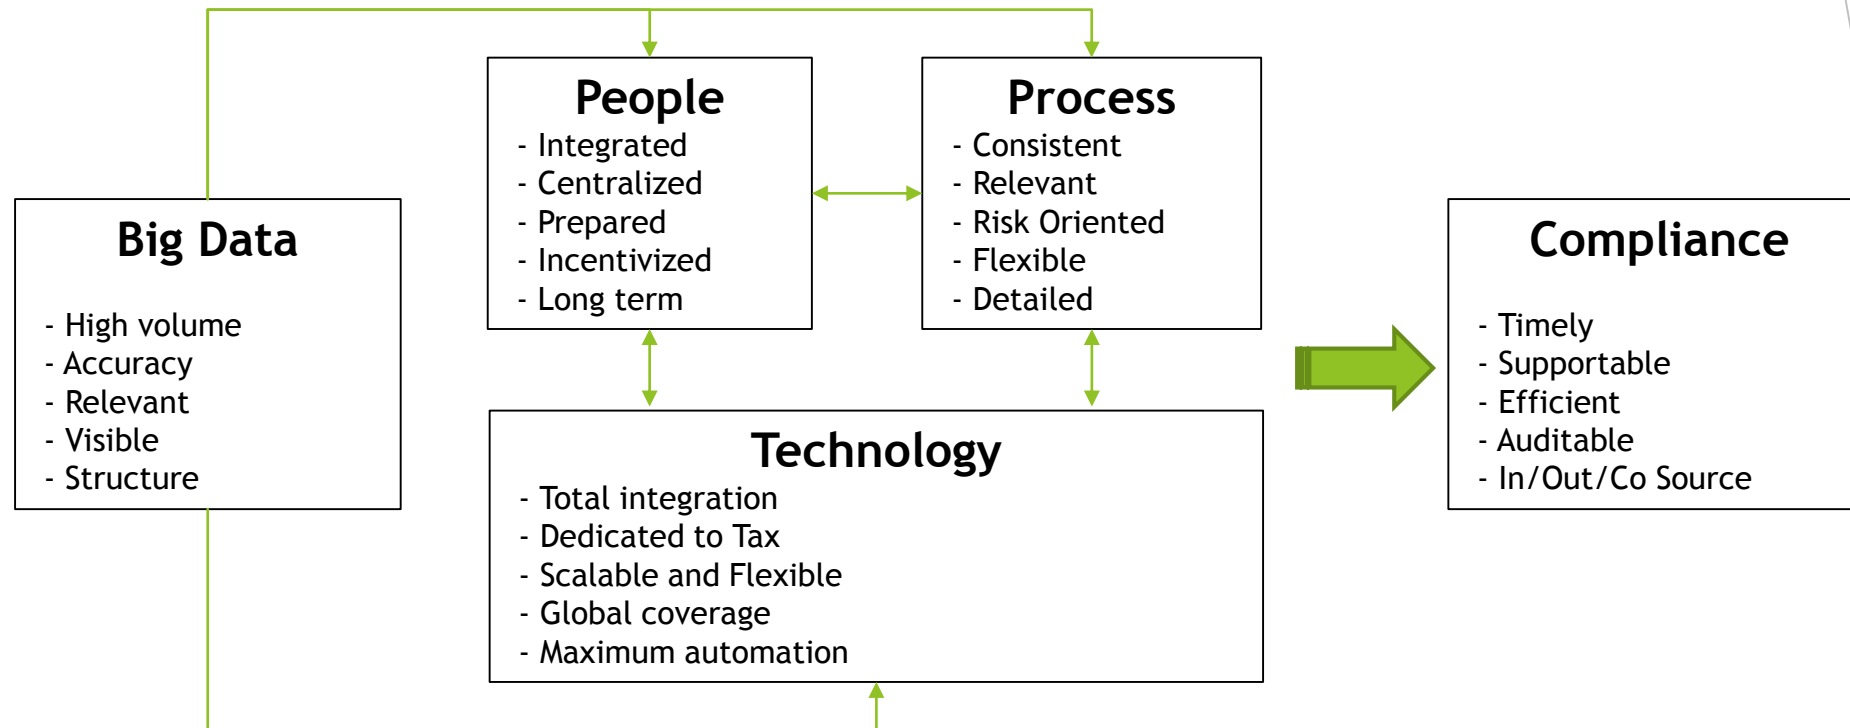 Big Data
- High volume
- Accuracy
- Relevant
- Visible
- Structure
People
- Integrated
- Centralized
- Prepared
- Incentivized
- Long term
Process
- Consistent
- Relevant
- Risk Oriented
- Flexible
- Detailed
Technology
- Total integration
- Dedicated to Tax
- Scalable and Flexible
- Global coverage
- Maximum automation
Compliance
- Timely
- Supportable
- Efficient
- Auditable
- In/Out/Co Source